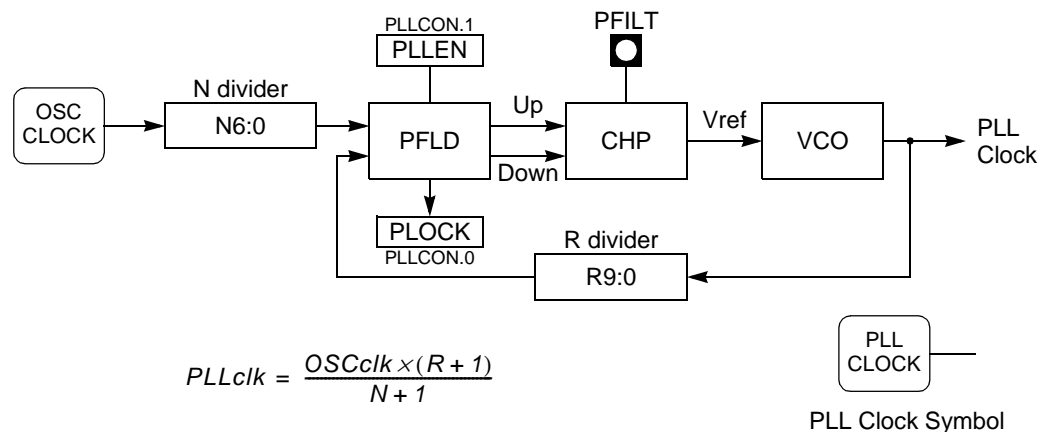 PLLCON.1
PLLEN
PFILT
N divider
OSC
CLOCK
N6:0
PFLD
Up
Down
CHP
Vref
VCO
PLL
Clock
PLOCK
PLLCON.0
R divider
R9:0
PLLclk = OSCclk × (R + 1)
N + 1
PLL
CLOCK
PLL Clock Symbol